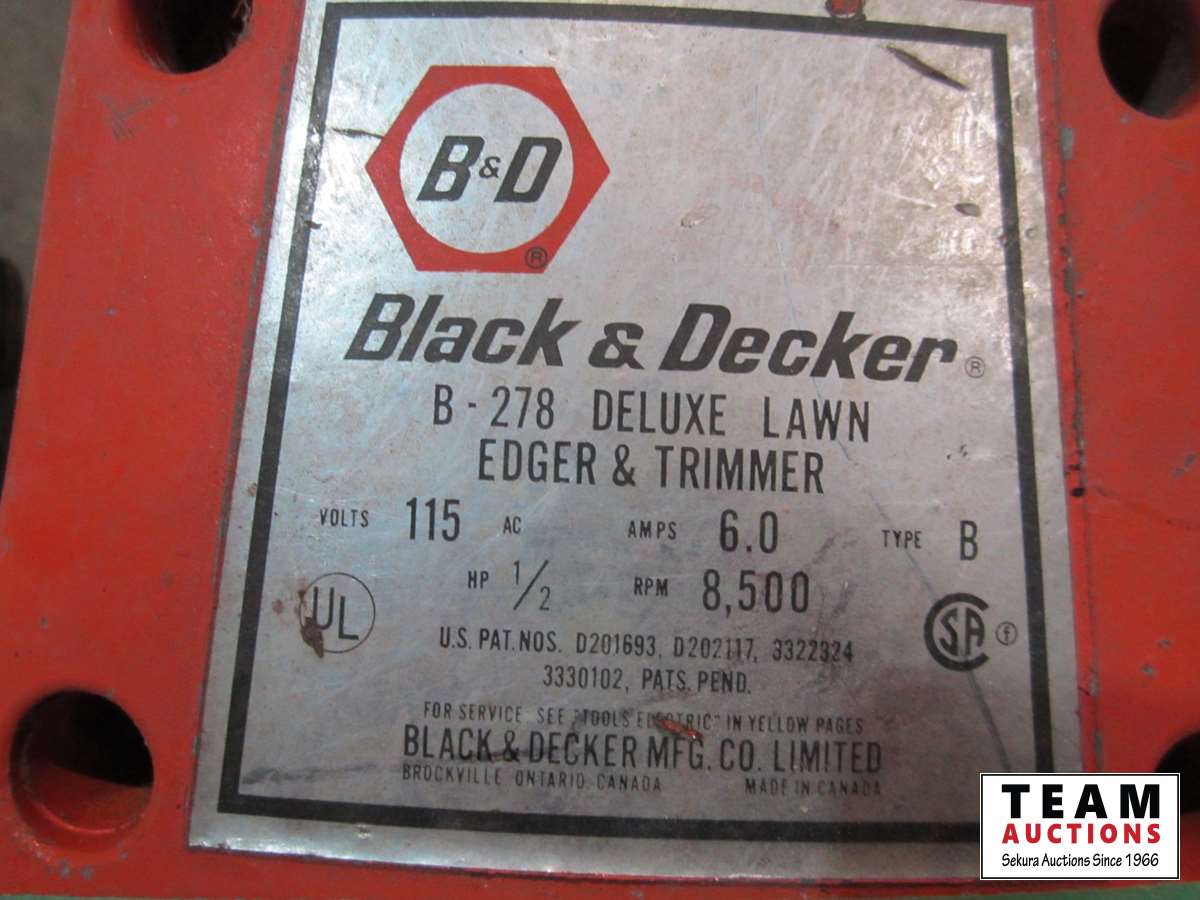 B&D
®
Black & Decker®
B - 278 DELUXE LAWN
EDGER & TRIMMER
VOLTS 115 AC AMPS 6.0 TYPE B
HP 1/2 RPM 8,500
UL
SA f
U.S. PAT. NOS. D201693, D202117, 3322324
3330102, PATS. PEND.
FOR SERVICE SEE "TOOLS ELECTRIC" IN YELLOW PAGES
BLACK & DECKER MFG. CO. LIMITED
BROCKVILLE ONTARIO, CANADA MADE IN CANADA
TEAM
AUCTIONS
Sekura Auctions Since 1966